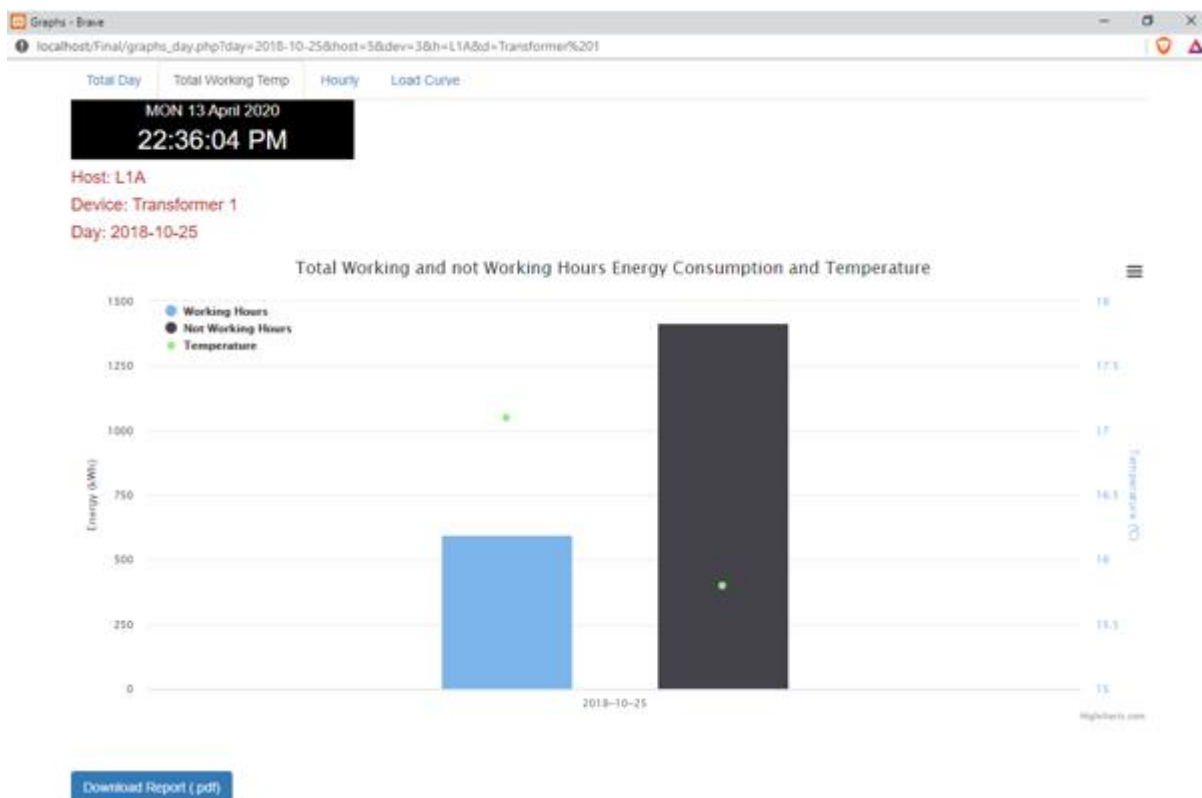 Graphs - Brave
localhost/Final/graphs_day.php?day=2018-10-25&host=5&dev=3&h=L1A&d=Transformer%201
Total Day Total Working Temp Hourly Load Curve
MON 13 April 2020
22:36:04 PM
Host: L1A
Device: Transformer 1
Day: 2018-10-25
Total Working and not Working Hours Energy Consumption and Temperature
1500 18
Working Hours
Not Working Hours
Temperature
1250 17.5
1000 17
Energy (kWh)
Temperature (°C)
750 16.5
500 16
250 15.5
0 15
2018-10-25
Highcharts.com
Download Report (.pdf)